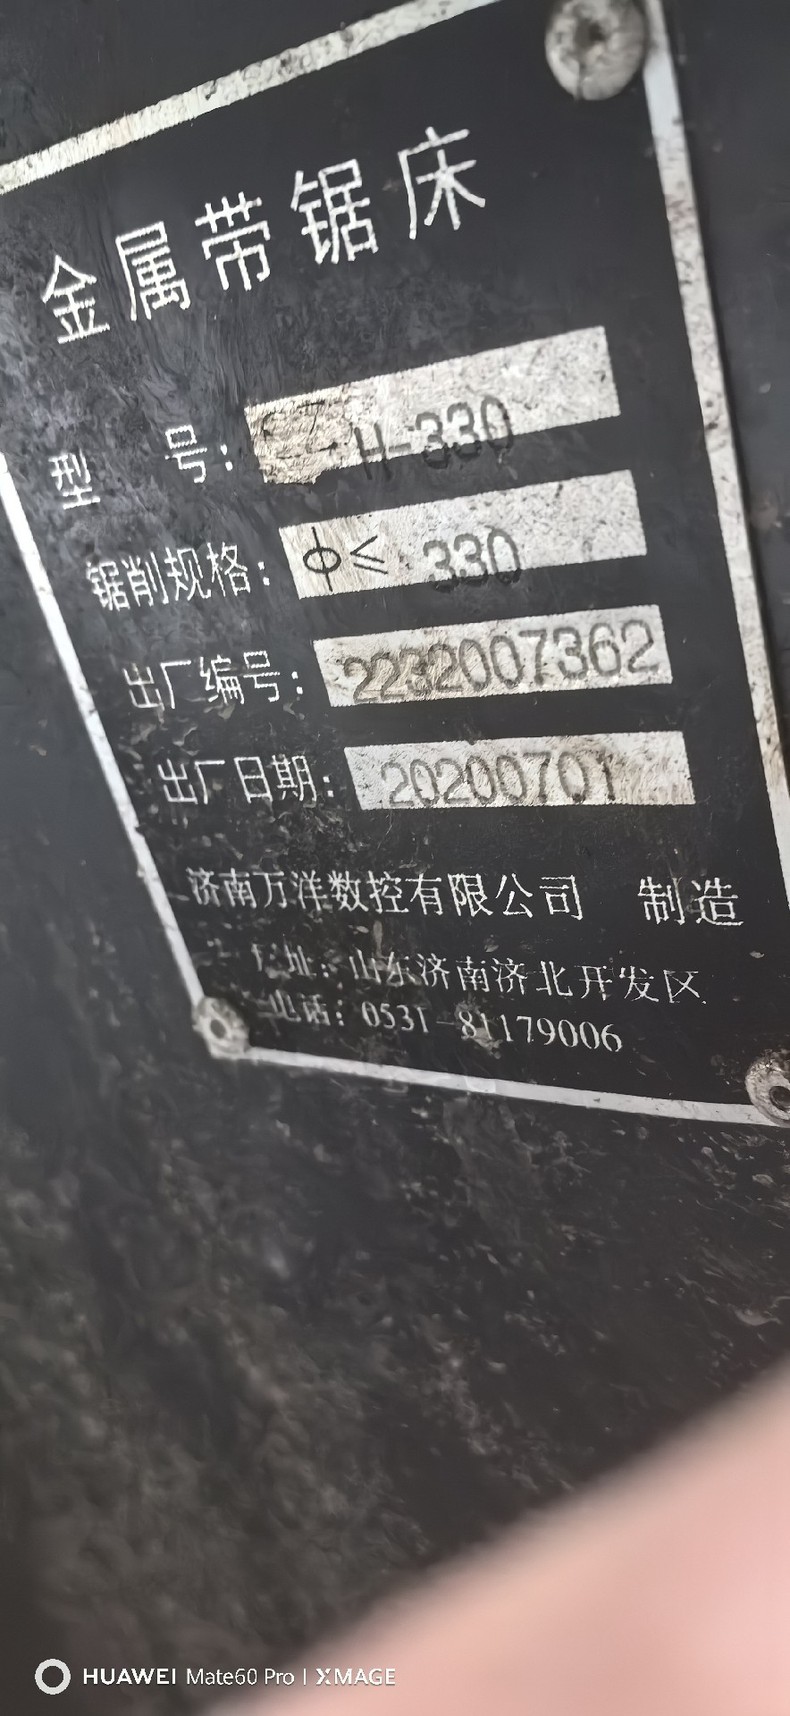 金属带锯床
型 号: H-330
锯削规格: φ≤ 330
出厂编号: 2232007362
出厂日期: 20200701
济南万洋数控有限公司 制造
址: 山东济南济北开发区
电话: 0531-81179006
HUAWEI Mate60 Pro | XMAGE